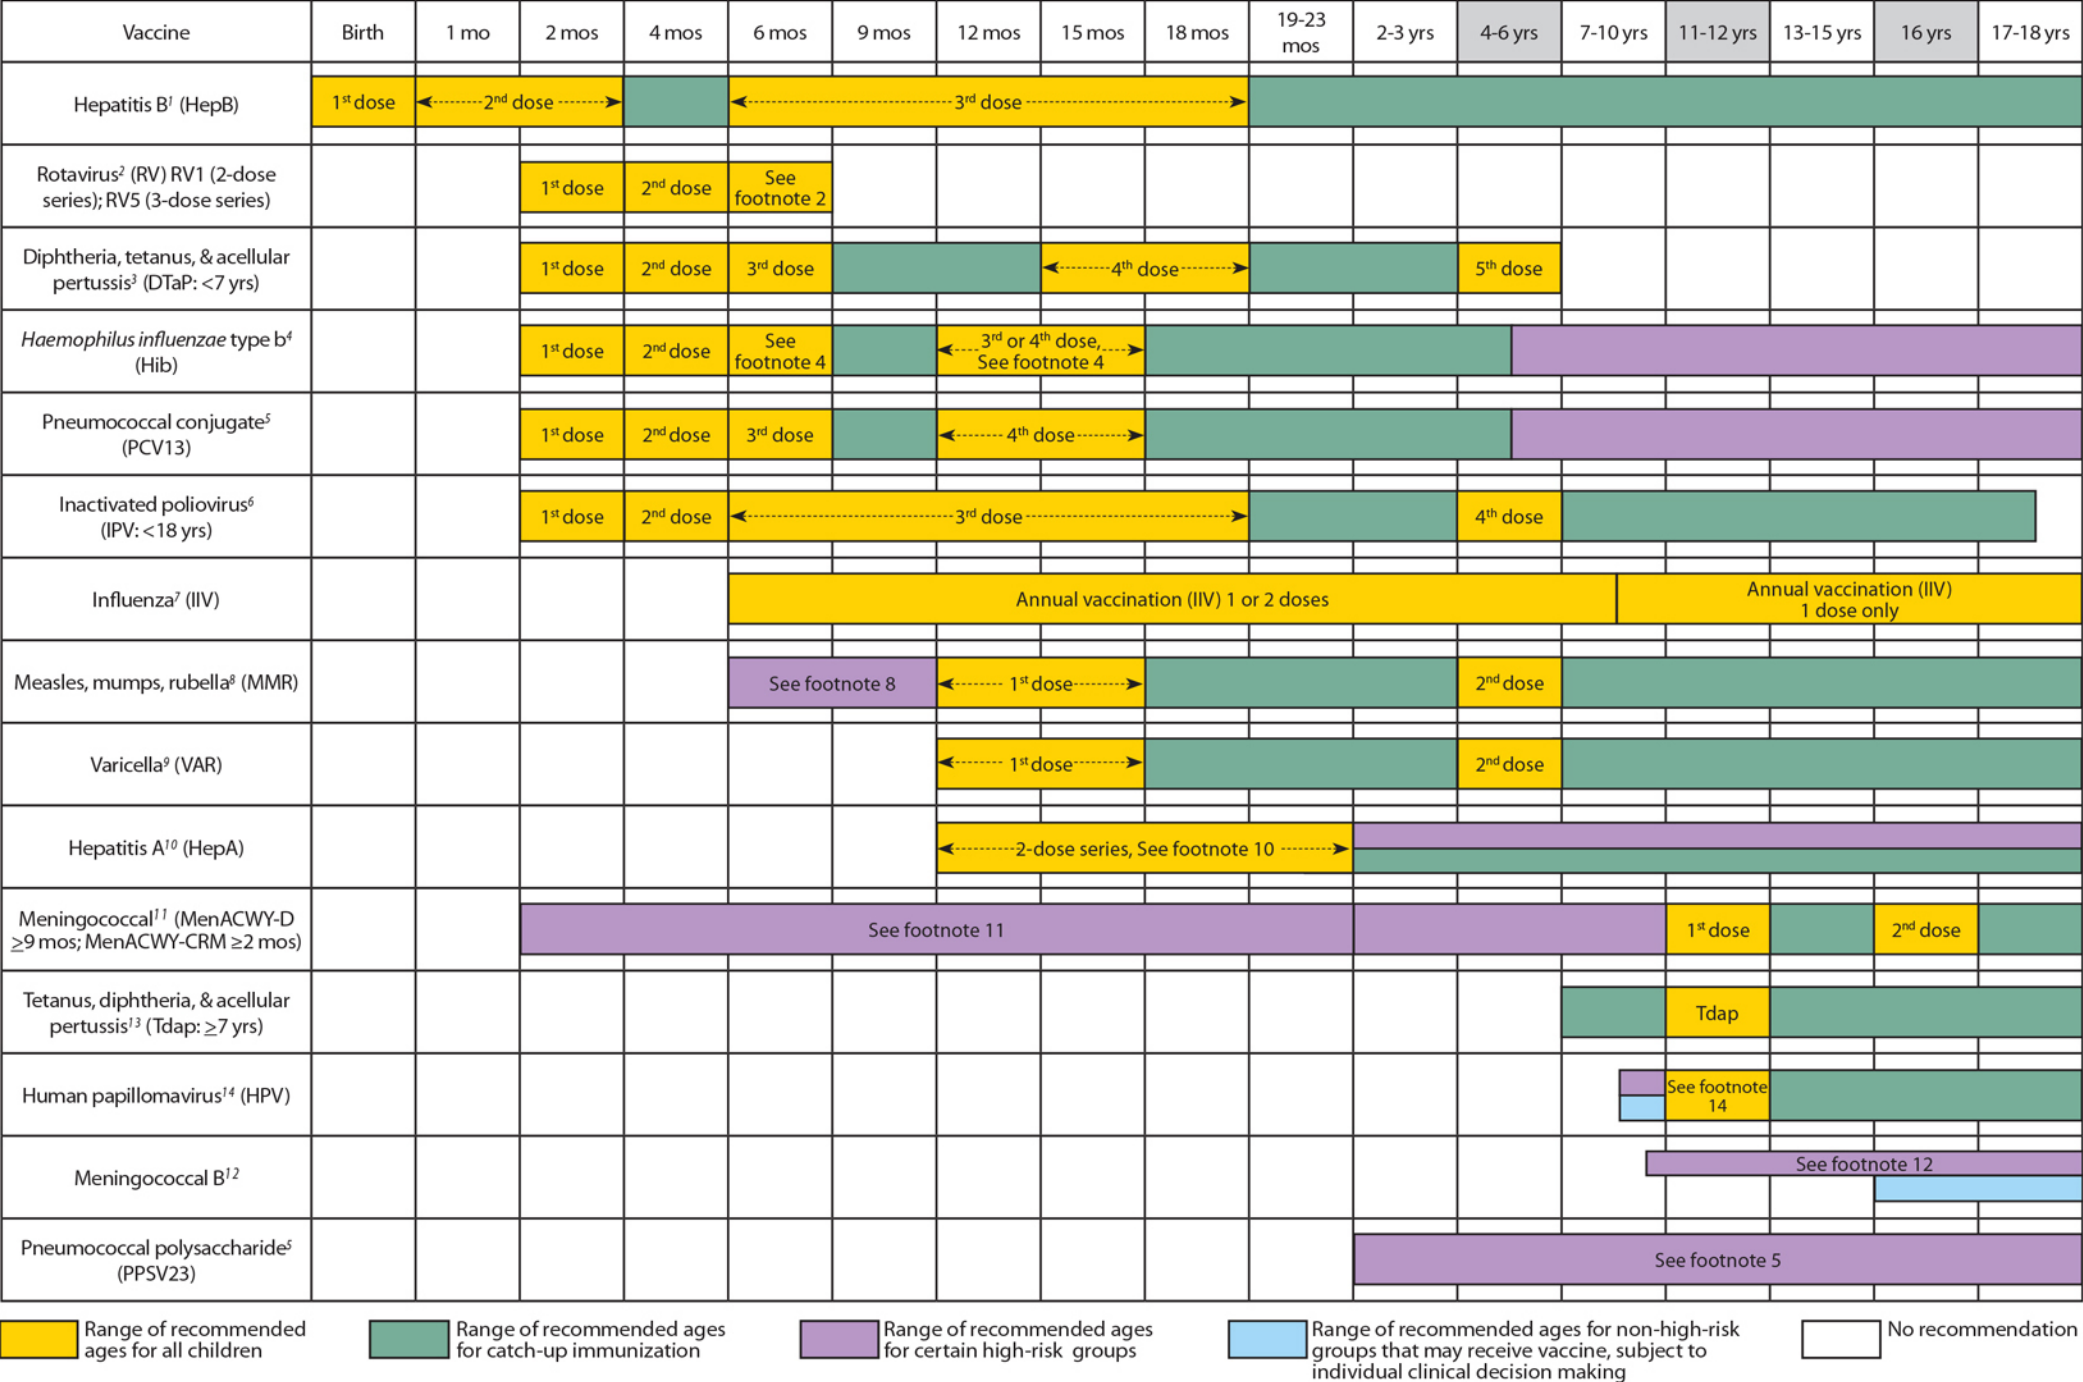 Vaccine Birth 1 mo 2 mos 4 mos 6 mos 9 mos 12 mos 15 mos 18 mos 19-23 mos 2-3 yrs 4-6 yrs 7-10 yrs 11-12 yrs 13-15 yrs 16 yrs 17-18 yrs
Hepatitis B¹ (HepB)
1st dose 2nd dose 3rd dose
Rotavirus² (RV) RV1 (2-dose
series); RV5 (3-dose series)
1st dose 2nd dose See
footnote 2
Diphtheria, tetanus, & acellular
pertussis³ (DTaP: <7 yrs)
1st dose 2nd dose 3rd dose 4th dose 5th dose
Haemophilus influenzae type b⁴
(Hib)
1st dose 2nd dose See
footnote 4
3rd or 4th dose,
See footnote 4
Pneumococcal conjugate⁵
(PCV13)
1st dose 2nd dose 3rd dose 4th dose
Inactivated poliovirus⁶
(IPV: <18 yrs)
1st dose 2nd dose 3rd dose 4th dose
Influenza⁷ (IIV)
Annual vaccination (IIV) 1 or 2 doses
Annual vaccination (IIV)
1 dose only
Measles, mumps, rubella⁸ (MMR)
See footnote 8 1st dose 2nd dose
Varicella⁹ (VAR)
1st dose 2nd dose
Hepatitis A¹⁰ (HepA)
2-dose series, See footnote 10
Meningococcal¹¹ (MenACWY-D
≥9 mos; MenACWY-CRM ≥2 mos)
See footnote 11 1st dose 2nd dose
Tetanus, diphtheria, & acellular
pertussis¹³ (Tdap: ≥7 yrs)
Tdap
Human papillomavirus¹⁴ (HPV)
See footnote
14
Meningococcal B¹²
See footnote 12
Pneumococcal polysaccharide⁵
(PPSV23)
See footnote 5
Range of recommended
ages for all children
Range of recommended ages
for catch-up immunization
Range of recommended ages
for certain high-risk groups
Range of recommended ages for non-high-risk
groups that may receive vaccine, subject to
individual clinical decision making
No recommendation